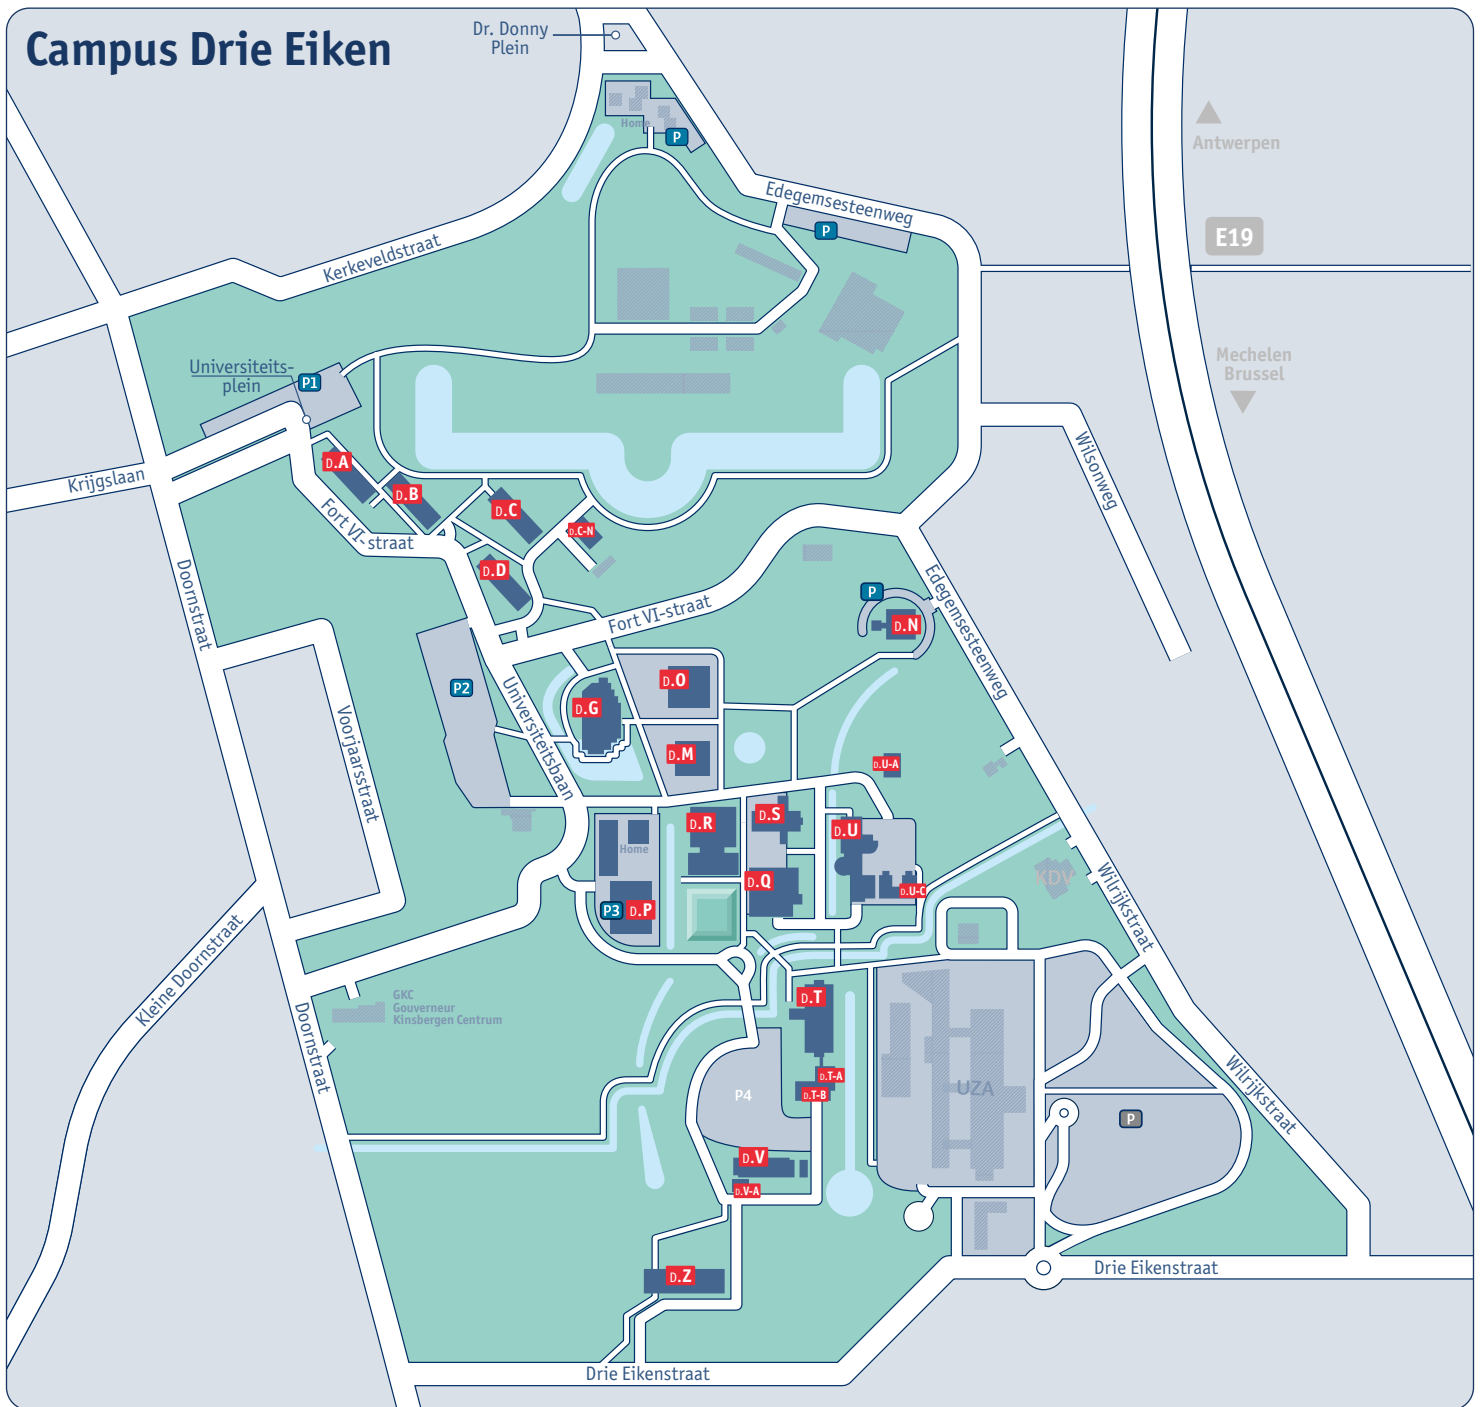 Campus Drie Eiken
Dr. Donny
Plein
Home
P
Antwerpen
Edegemsesteenweg
P
E19
Kerkeveldstraat
Mechelen
Brussel
Universiteits-
plein
P1
Wilsonweg
Krijgslaan
D.A
D.B
D.C
D.C-N
Fort VI-straat
D.D
Doornstraat
Fort VI-straat
P
D.N
Edegemsesteenweg
P2
D.O
Universiteitsbaan
D.G
Voorjaarsstraat
D.M
D.U-A
D.S
D.R
D.U
Home
KDV
D.Q
D.U-C
P3
D.P
Wilrijkstraat
Kleine Doornstraat
GKC
Gouverneur
Kinsbergen Centrum
D.T
Doornstraat
D.T-A
D.T-B
P4
UZA
Wilrijkstraat
P
D.V
D.V-A
D.Z
Drie Eikenstraat
Drie Eikenstraat